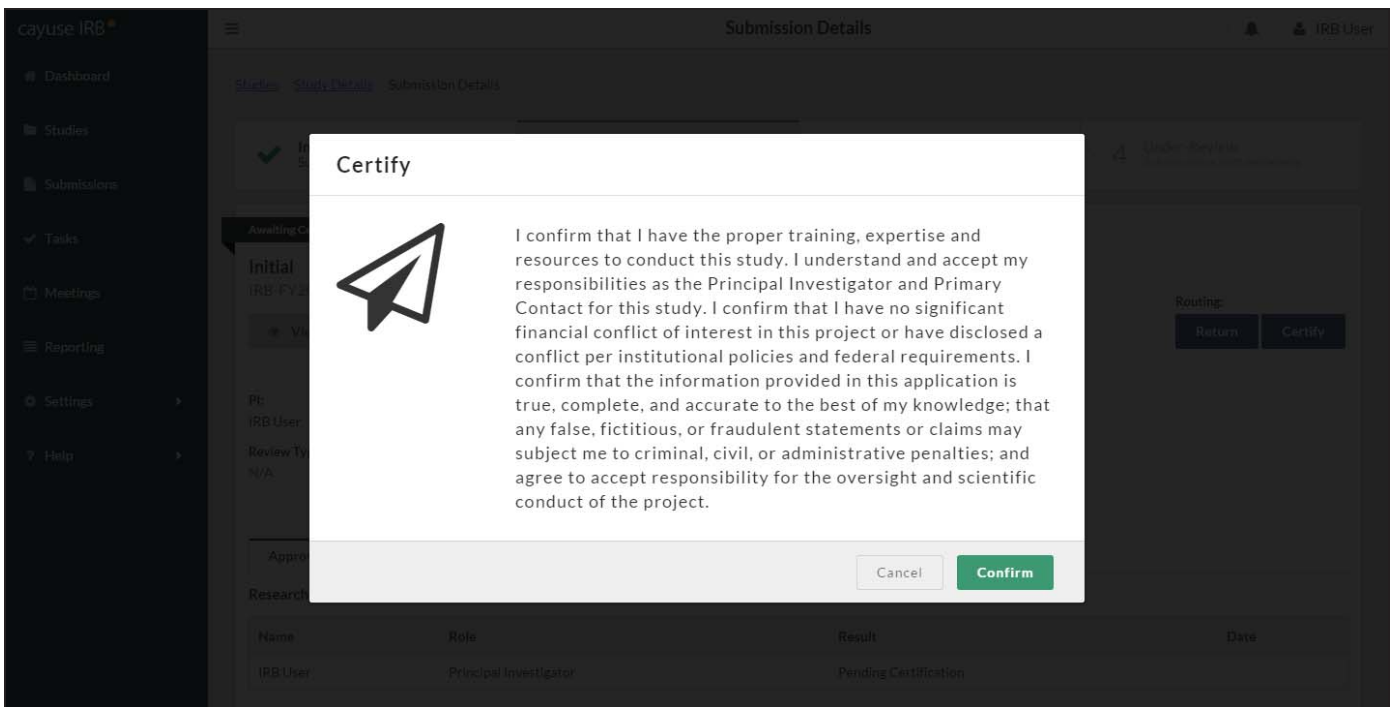 cayuse IRB
Submission Details
IRB User
Dashboard
Studies Study Details Submission Details
Studies
Submissions
Tasks
Meetings
Reporting
Settings
Help
4 Under Review
Awaiting
Initial
Routing:
Return Certify
PI:
IRB User
N/A
Certify
I confirm that I have the proper training, expertise and
resources to conduct this study. I understand and accept my
responsibilities as the Principal Investigator and Primary
Contact for this study. I confirm that I have no significant
financial conflict of interest in this project or have disclosed a
conflict per institutional policies and federal requirements. I
confirm that the information provided in this application is
true, complete, and accurate to the best of my knowledge; that
any false, fictitious, or fraudulent statements or claims may
subject me to criminal, civil, or administrative penalties; and
agree to accept responsibility for the oversight and scientific
conduct of the project.
Cancel Confirm
Research
Name Role Result Date
IRB User Principal Investigator Pending Certification